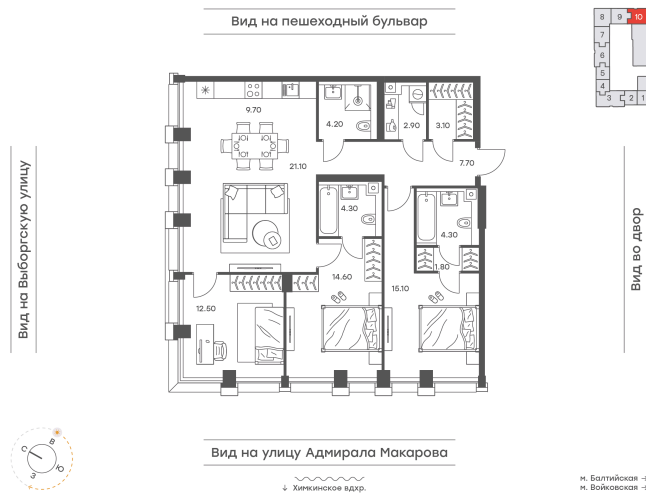 Вид на пешеходный бульвар
8 9 10
7
6
5
4
3 2 1
9.70
4.20
2.90
3.10
21.10
7.70
4.30
4.30
14.60
1.80
15.10
12.50
Вид на Выборгскую улицу
Вид во двор
С
В
Ю
З
Вид на улицу Адмирала Макарова
↓ Химкинское вдхр.
м. Балтийская
м. Войковская